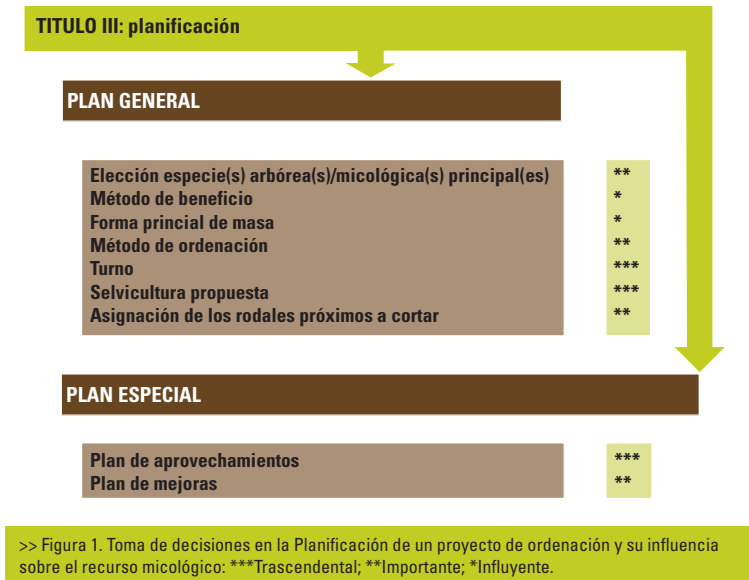 TITULO III: planificación
PLAN GENERAL
Elección especie(s) arbórea(s)/micológica(s) principal(es) **
Método de beneficio *
Forma princial de masa *
Método de ordenación **
Turno ***
Selvicultura propuesta ***
Asignación de los rodales próximos a cortar **
PLAN ESPECIAL
Plan de aprovechamientos ***
Plan de mejoras **
>> Figura 1. Toma de decisiones en la Planificación de un proyecto de ordenación y su influencia
sobre el recurso micológico: ***Trascendental; **Importante; *Influyente.